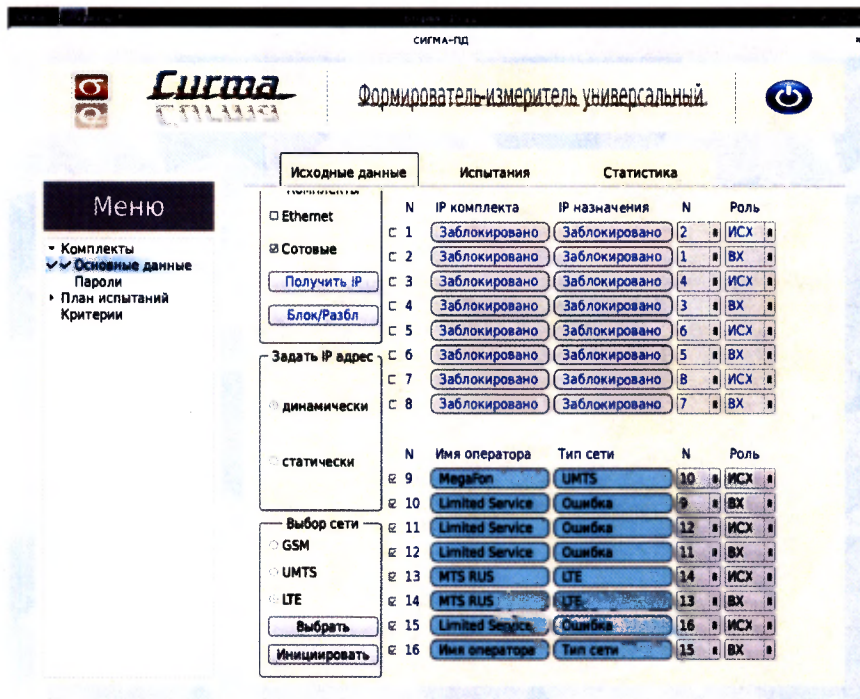 СИГМА-ПД
Сигма
Формирователь-измеритель универсальный
Исходные данные Испытания Статистика
Меню
Комплекты
Основные данные
Пароли
План испытаний
Критерии
Комплекты
Ethernet
Сотовые
Получить IP
Блок/Разбл
Задать IP адрес
динамически
статически
Выбор сети
GSM
UMTS
LTE
Выбрать
Инициировать
N IP комплекта IP назначения N Роль
1 Заблокировано Заблокировано 2 ИСХ
2 Заблокировано Заблокировано 1 ВХ
3 Заблокировано Заблокировано 4 ИСХ
4 Заблокировано Заблокировано 3 ВХ
5 Заблокировано Заблокировано 6 ИСХ
6 Заблокировано Заблокировано 5 ВХ
7 Заблокировано Заблокировано 8 ИСХ
8 Заблокировано Заблокировано 7 ВХ
N Имя оператора Тип сети N Роль
9 MegaFon UMTS 10 ИСХ
10 Limited Service Ошибка 9 ВХ
11 Limited Service Ошибка 12 ИСХ
12 Limited Service Ошибка 11 ВХ
13 MTS RUS LTE 14 ИСХ
14 MTS RUS LTE 13 ВХ
15 Limited Service Ошибка 16 ИСХ
16 Имя оператора Тип сети 15 ВХ